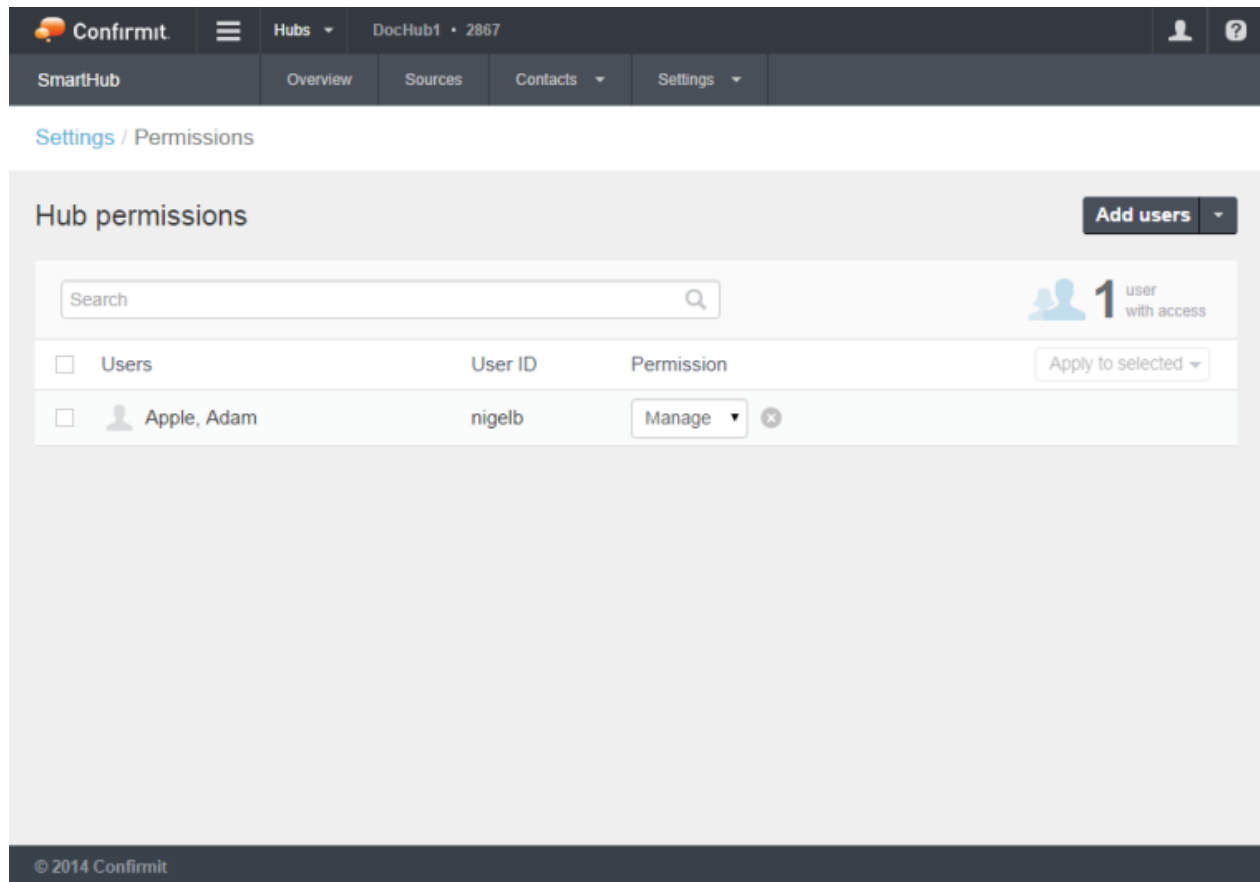 Confirmit. Hubs DocHub1 • 2867
SmartHub Overview Sources Contacts Settings
Settings / Permissions
Hub permissions Add users
Search 1 user with access
Users User ID Permission Apply to selected
Apple, Adam nigelb Manage
© 2014 Confirmit